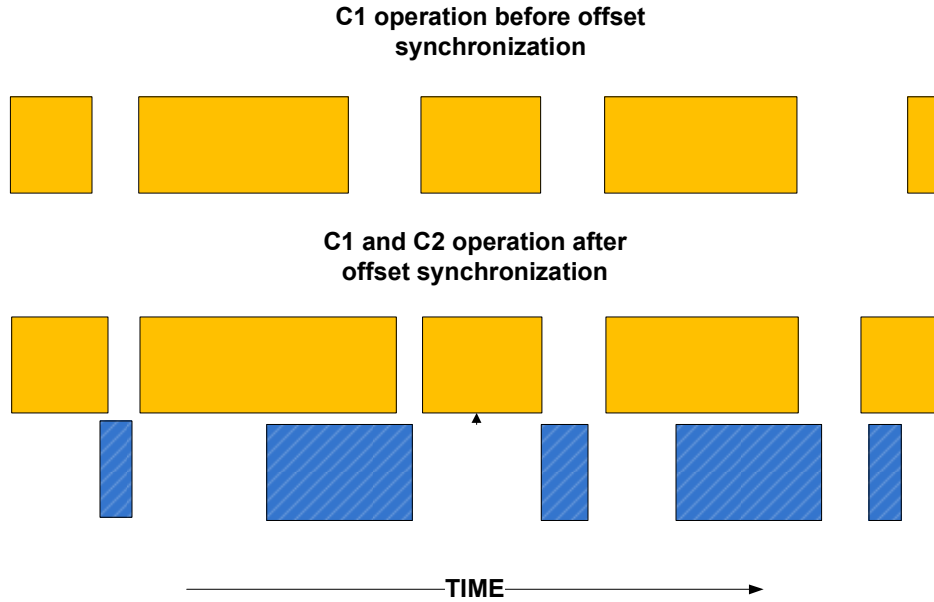 C1 operation before offset
synchronization
C1 and C2 operation after
offset synchronization
TIME